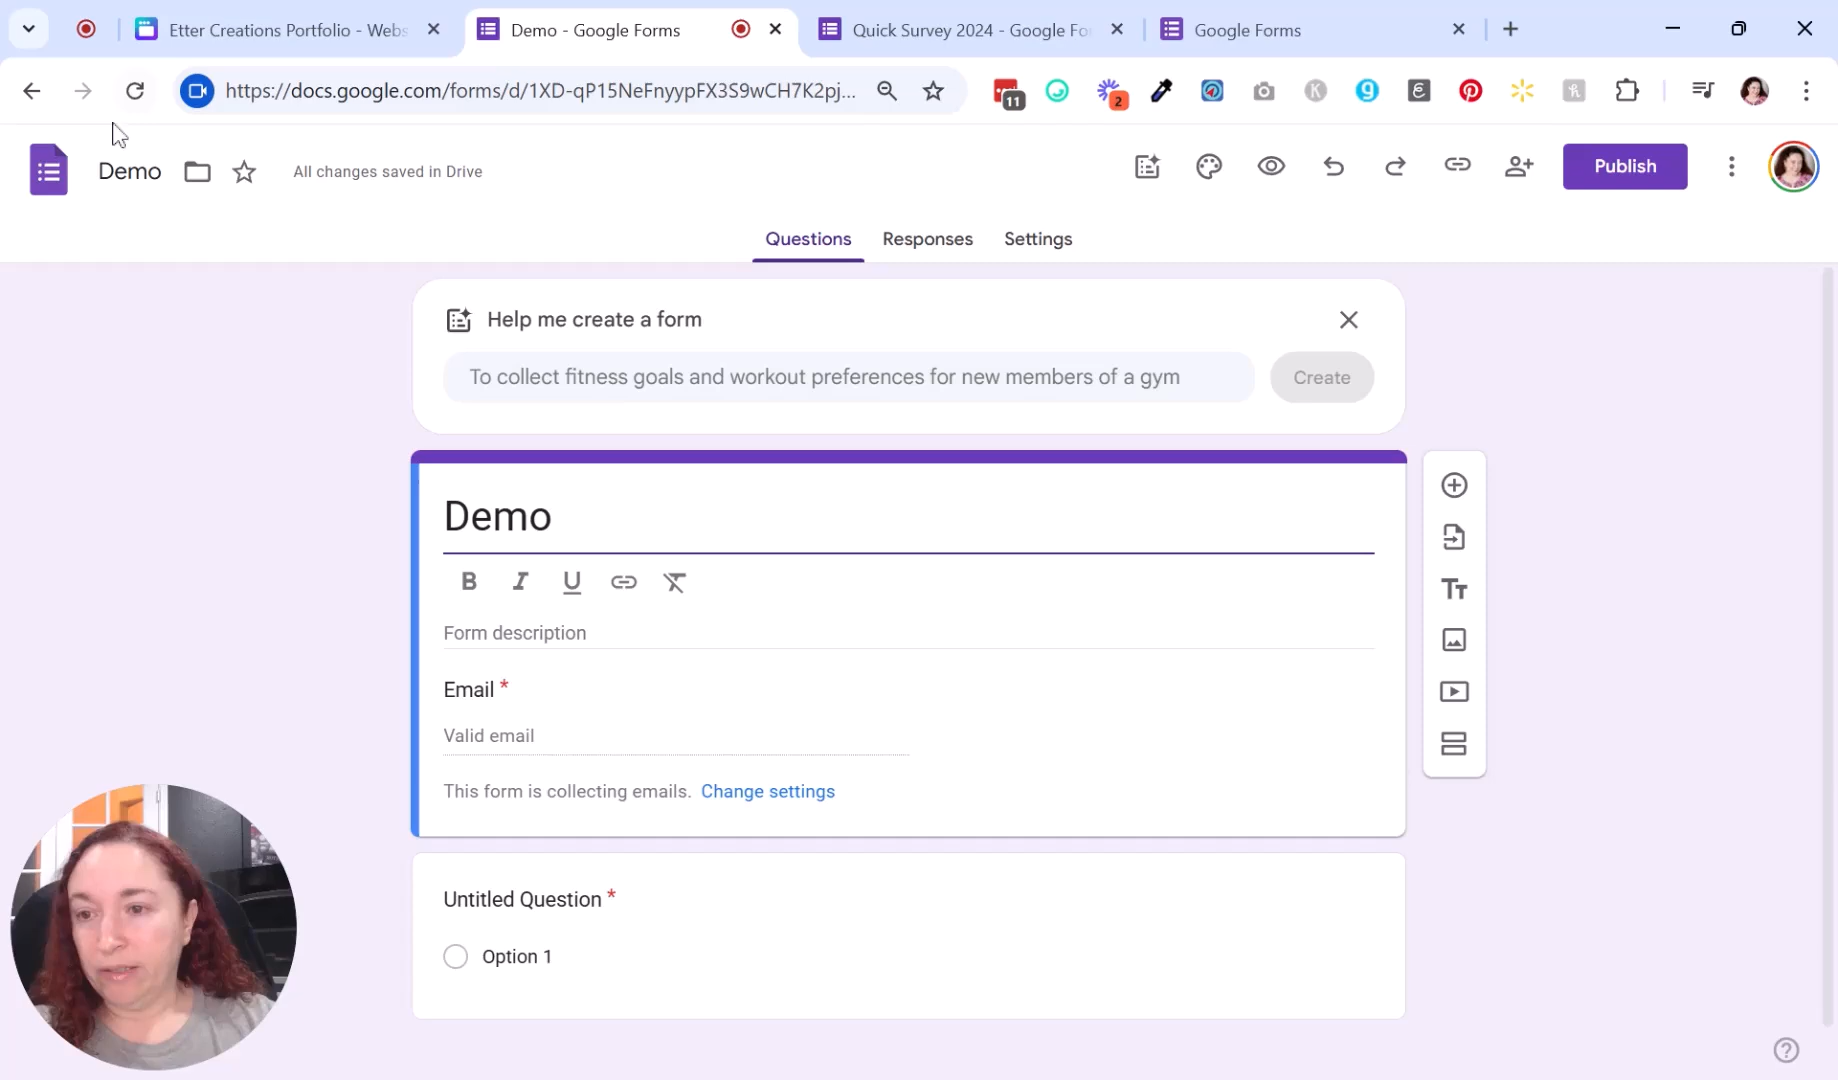 Etter Creations Portfolio - Webs
Demo - Google Forms
Quick Survey 2024 - Google Fo
Google Forms
https://docs.google.com/forms/d/1XD-qP15NeFnyypFX3S9wCH7K2pj...
11
2
Demo
All changes saved in Drive
Publish
Questions
Responses
Settings
Help me create a form
To collect fitness goals and workout preferences for new members of a gym
Create
Demo
B I U
Form description
Email *
Valid email
This form is collecting emails. Change settings
Untitled Question *
Option 1